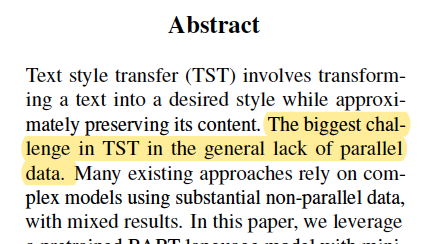 Abstract
Text style transfer (TST) involves transform-
ing a text into a desired style while approxi-
mately preserving its content. The biggest chal-
lenge in TST in the general lack of parallel
data. Many existing approaches rely on com-
plex models using substantial non-parallel data,
with mixed results. In this paper, we leverage
a pretrained BART language model with mini-